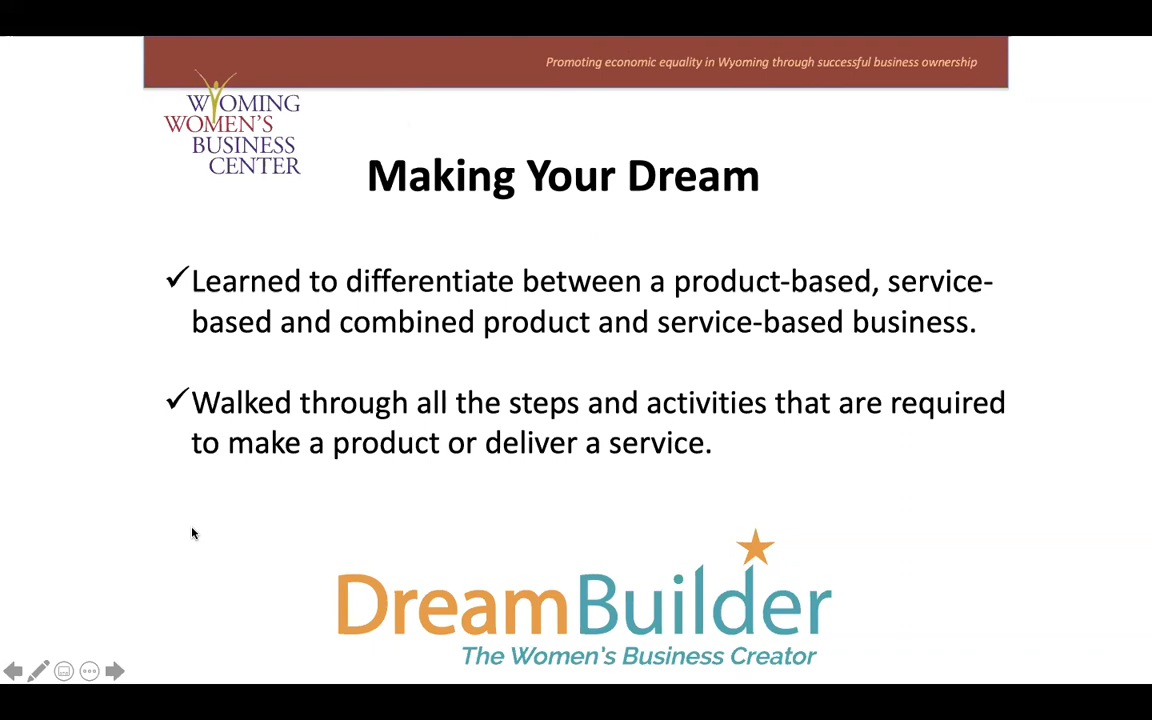 Promoting economic equality in Wyoming through successful business ownership
WYOMING
WOMEN'S
BUSINESS
CENTER
Making Your Dream
✓Learned to differentiate between a product-based, service-
based and combined product and service-based business.
✓Walked through all the steps and activities that are required
to make a product or deliver a service.
DreamBuilder
The Women's Business Creator